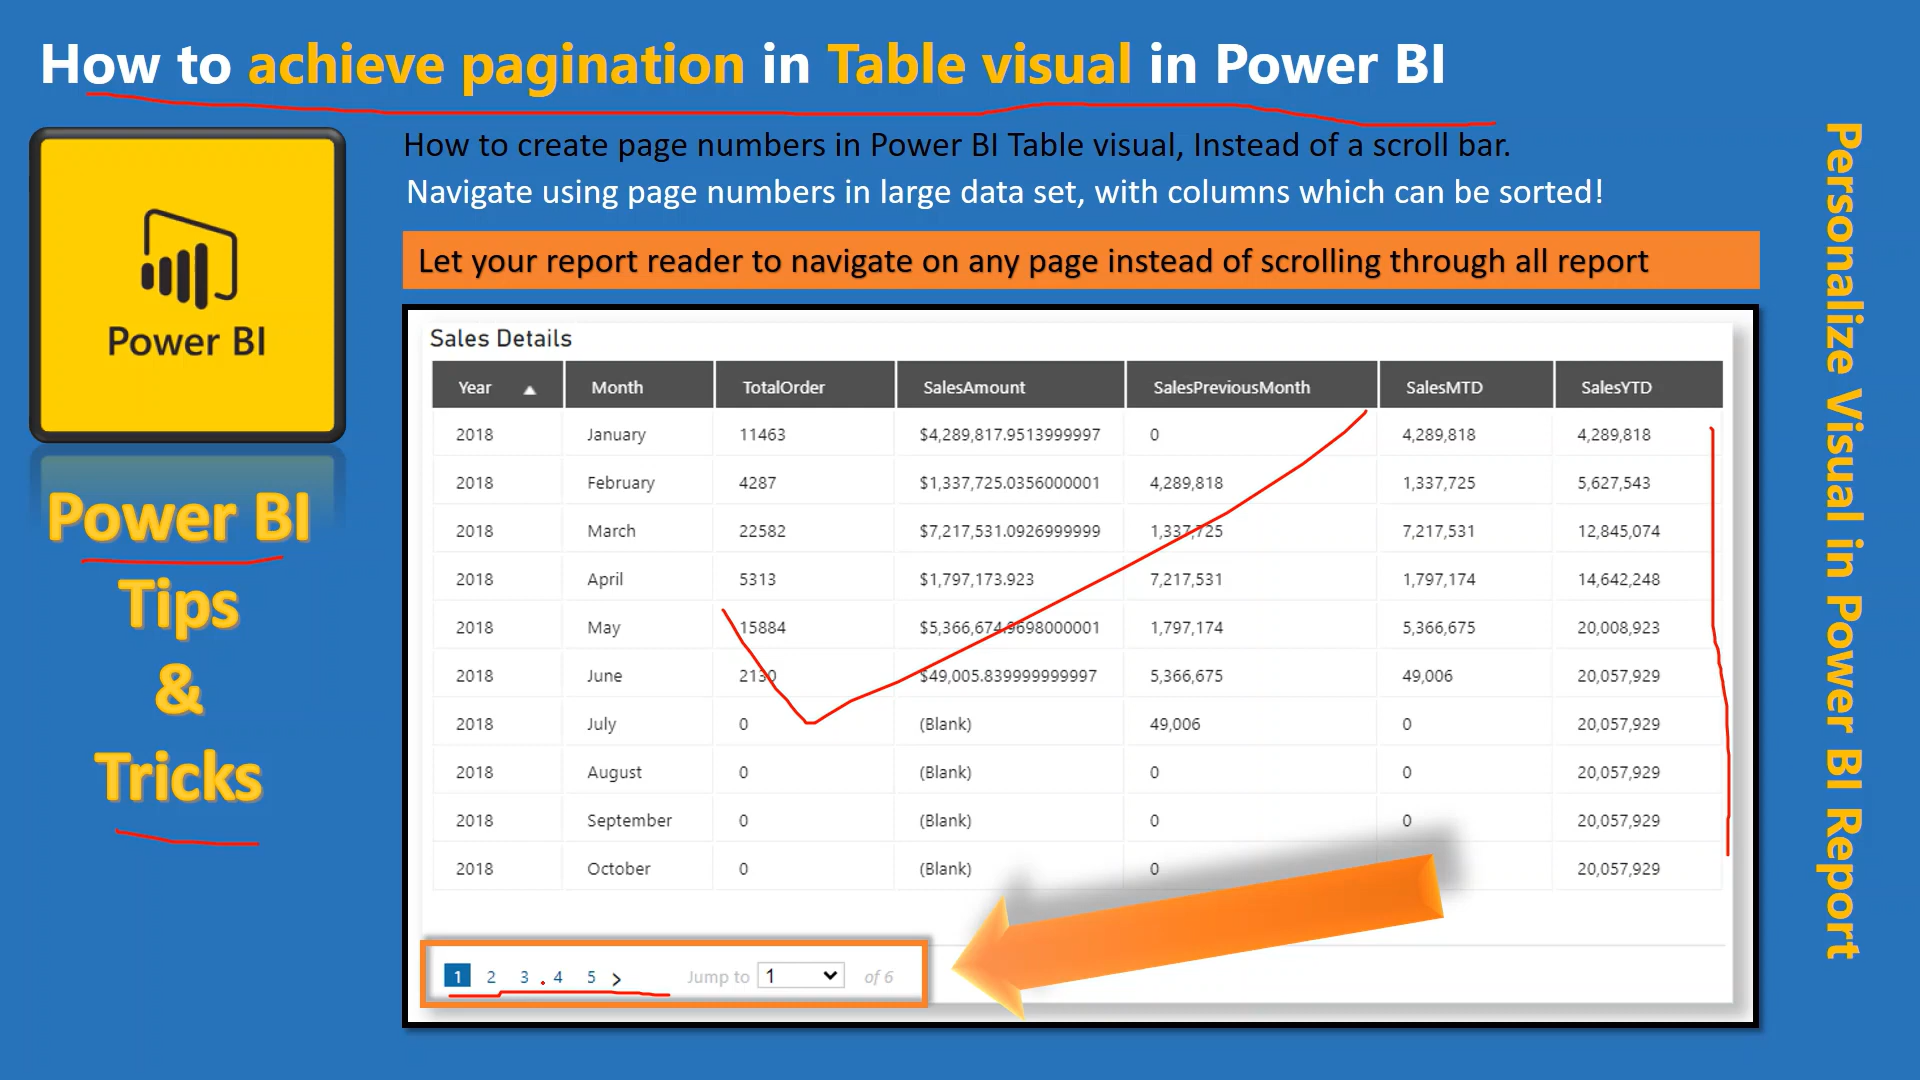 How to achieve pagination in Table visual in Power BI
How to create page numbers in Power BI Table visual, Instead of a scroll bar.
Navigate using page numbers in large data set, with columns which can be sorted!
Let your report reader to navigate on any page instead of scrolling through all report
Power BI
Power BI
Tips
&
Tricks
Sales Details
Year Month TotalOrder SalesAmount SalesPreviousMonth SalesMTD SalesYTD
2018 January 11463 $4,289,817.9513999997 0 4,289,818 4,289,818
2018 February 4287 $1,337,725.0356000001 4,289,818 1,337,725 5,627,543
2018 March 22582 $7,217,531.0926999999 1,337,725 7,217,531 12,845,074
2018 April 5313 $1,797,173.923 7,217,531 1,797,174 14,642,248
2018 May 15884 $5,366,674.9698000001 1,797,174 5,366,675 20,008,923
2018 June 2130 $49,005.839999999997 5,366,675 49,006 20,057,929
2018 July 0 (Blank) 49,006 0 20,057,929
2018 August 0 (Blank) 0 0 20,057,929
2018 September 0 (Blank) 0 0 20,057,929
2018 October 0 (Blank) 0 20,057,929
1 2 3 4 5 > Jump to 1 of 6
Personalize Visual in Power BI Report